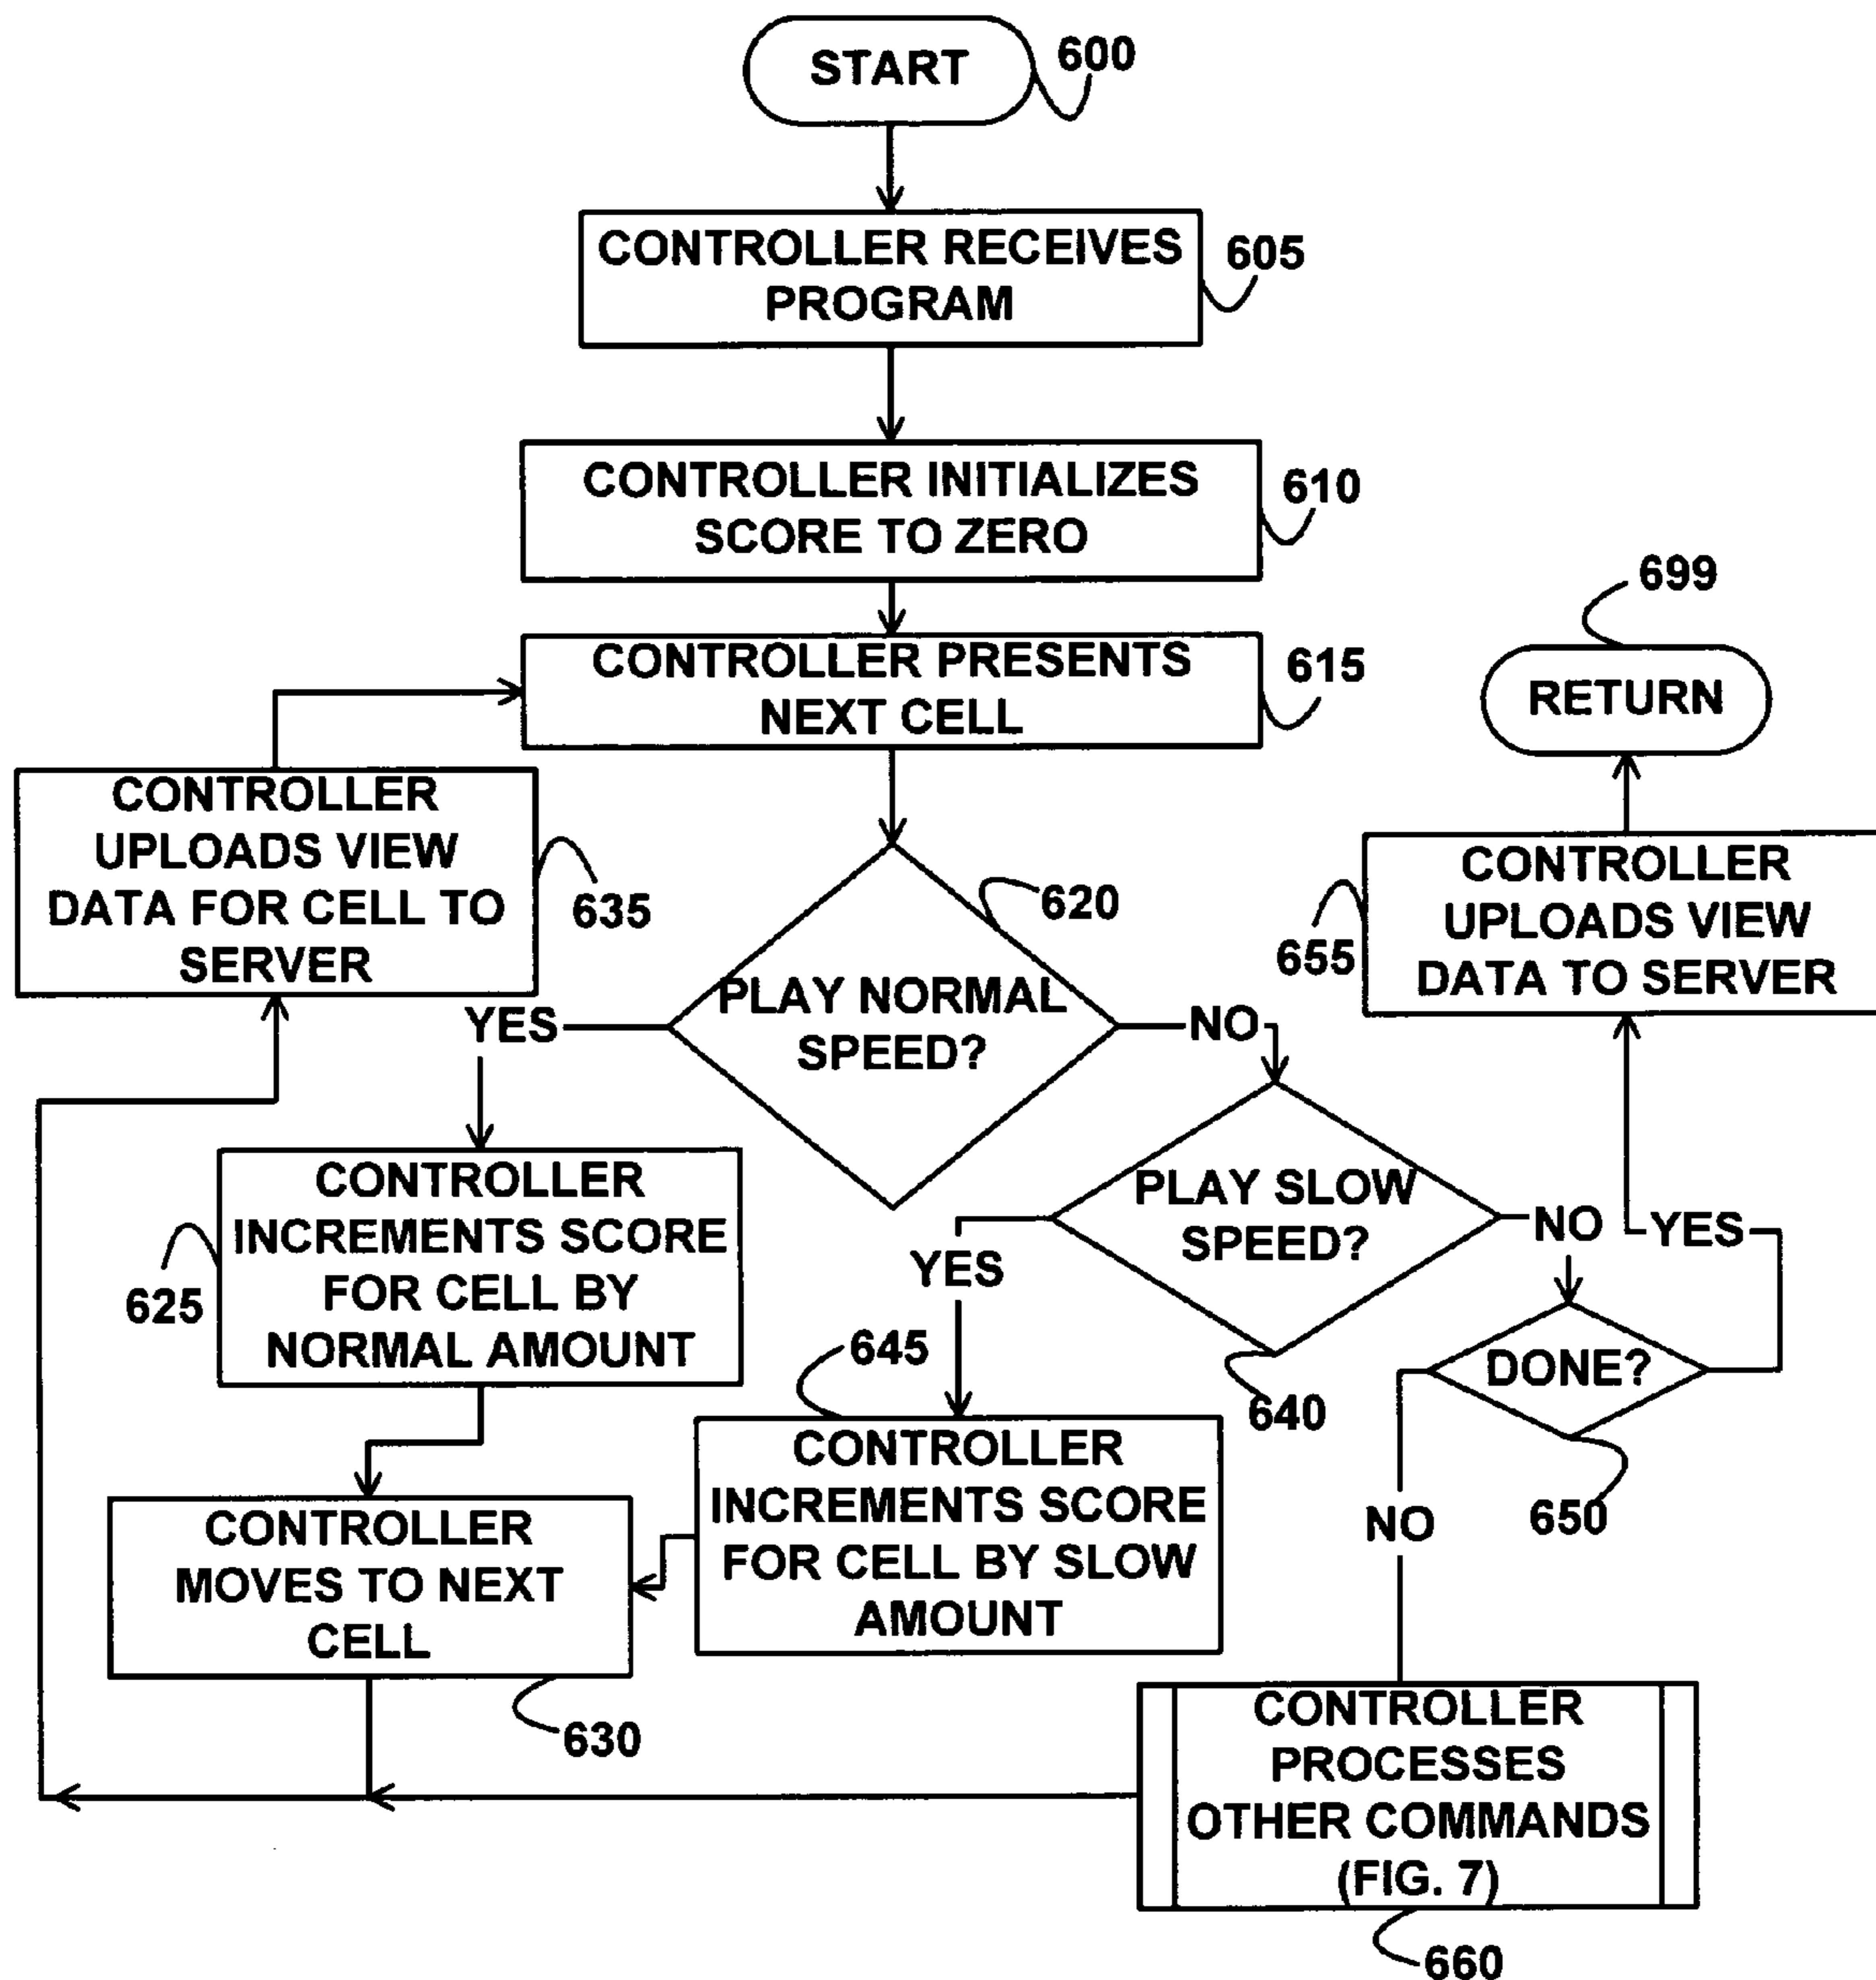 START
600
CONTROLLER RECEIVES
PROGRAM
605
CONTROLLER INITIALIZES
SCORE TO ZERO
610
CONTROLLER PRESENTS
NEXT CELL
615
699
RETURN
CONTROLLER
UPLOADS VIEW
DATA FOR CELL TO
SERVER
635
620
PLAY NORMAL
SPEED?
YES
NO
CONTROLLER
UPLOADS VIEW
DATA TO SERVER
655
CONTROLLER
INCREMENTS SCORE
FOR CELL BY
NORMAL AMOUNT
625
PLAY SLOW
SPEED?
YES
NO
640
YES
DONE?
650
NO
645
CONTROLLER
INCREMENTS SCORE
FOR CELL BY SLOW
AMOUNT
CONTROLLER
MOVES TO NEXT
CELL
630
CONTROLLER
PROCESSES
OTHER COMMANDS
(FIG. 7)
660